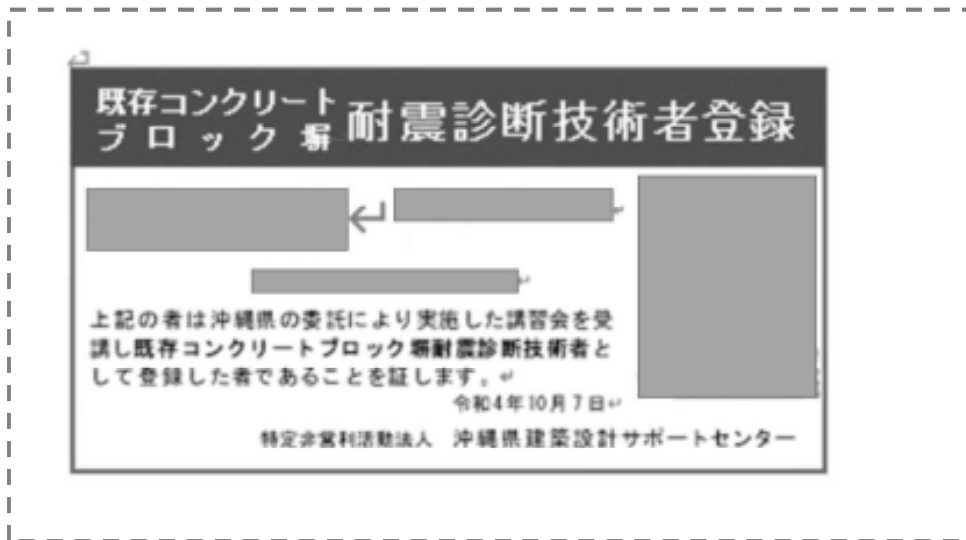 既存コンクリート
ブロック塀
耐震診断技術者登録
上記の者は沖縄県の委託により実施した講習会を受
講し既存コンクリートブロック塀耐震診断技術者と
して登録した者であることを証します。
令和4年10月7日
特定非営利活動法人 沖縄県建築設計サポートセンター